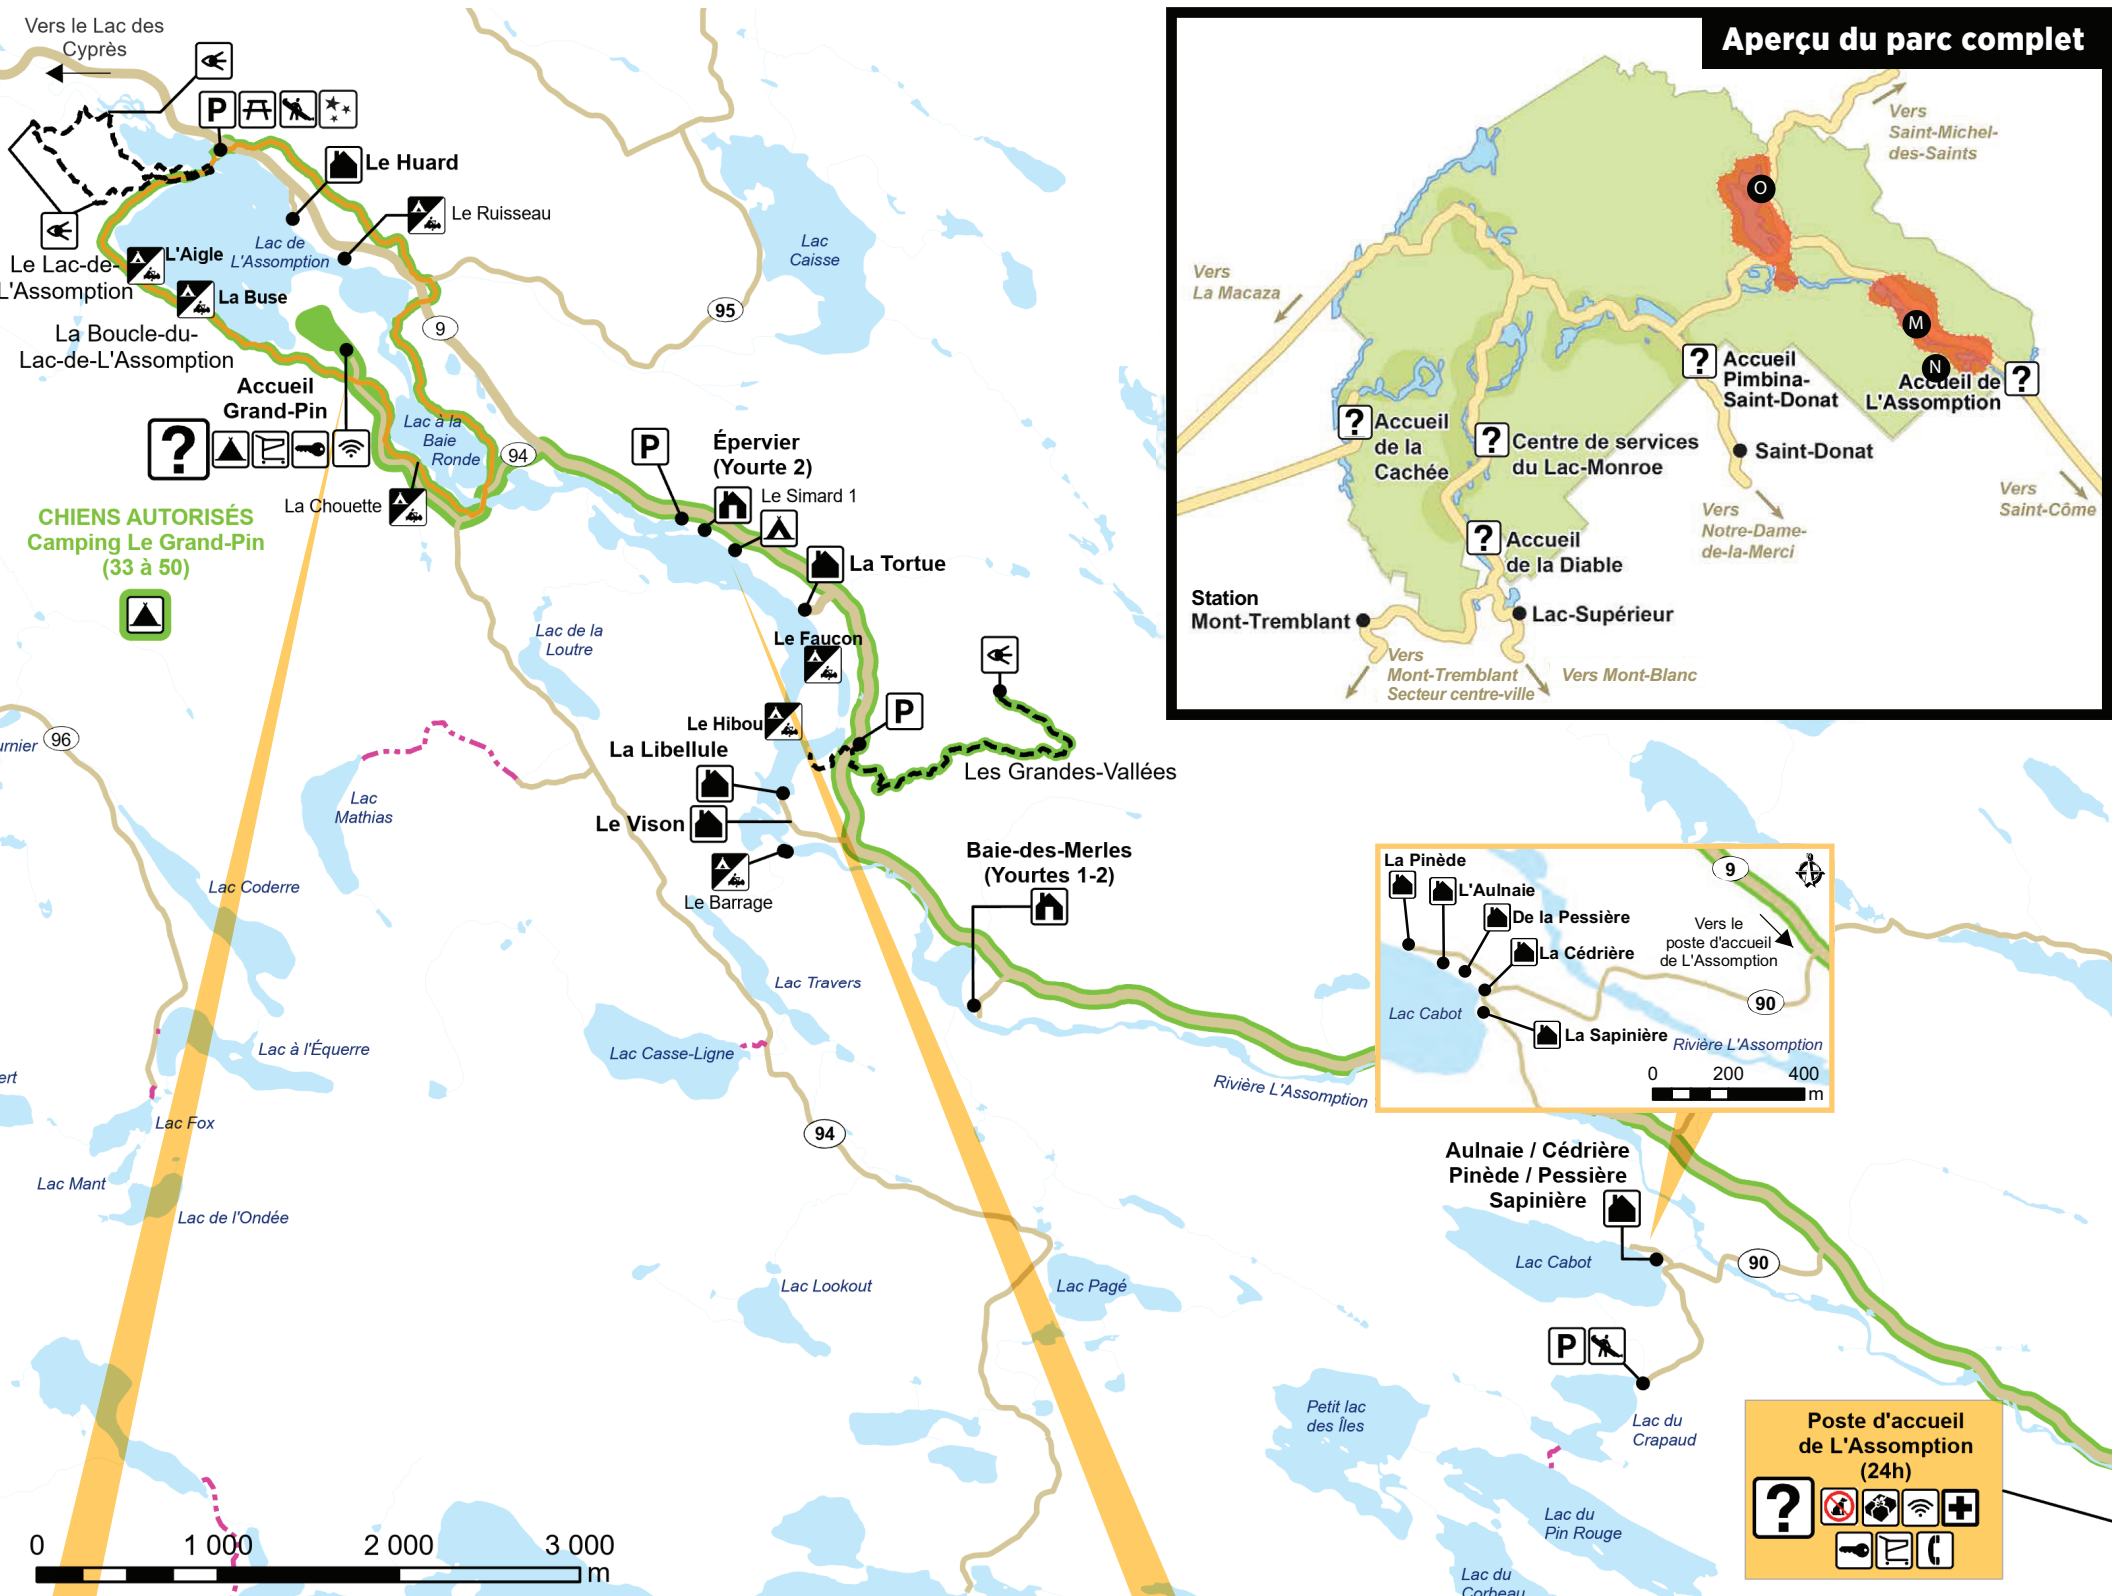 Vers le Lac des
Cyprès
P
Le Huard
Le Ruisseau
Lac de
L'Assomption
L'Aigle
Le Lac-de-
L'Assomption
La Buse
La Boucle-du-
Lac-de-L'Assomption
9
95
Lac
Caisse
Accueil
Grand-Pin
?
Lac à la
Baie
Ronde
94
La Chouette
CHIENS AUTORISÉS
Camping Le Grand-Pin
(33 à 50)
P
Épervier
(Yourte 2)
Le Simard 1
La Tortue
Le Faucon
Lac de la
Loutre
Le Hibou
P
La Libellule
Les Grandes-Vallées
Le Vison
Le Barrage
Baie-des-Merles
(Yourtes 1-2)
96
Lac
Mathias
Lac Coderre
Lac Travers
Lac à l'Équerre
Lac Casse-Ligne
Lac Fox
94
Lac Mant
Lac de l'Ondée
Lac Lookout
Lac Pagé
Rivière L'Assomption
0
1 000
2 000
3 000
m
Aperçu du parc complet
Vers
Saint-Michel-
des-Saints
O
Vers
La Macaza
M
N
?
Accueil
Pimbina-
Saint-Donat
Accueil de
L'Assomption
?
?
Accueil
de la
Cachée
?
Centre de services
du Lac-Monroe
Saint-Donat
Vers
Saint-Côme
Vers
Notre-Dame-
de-la-Merci
?
Accueil
de la Diable
Station
Mont-Tremblant
Lac-Supérieur
Vers
Mont-Tremblant
Secteur centre-ville
Vers Mont-Blanc
La Pinède
L'Aulnaie
De la Pessière
La Cédrière
9
Vers le
poste d'accueil
de L'Assomption
90
Lac Cabot
La Sapinière
Rivière L'Assomption
0
200
400
m
Aulnaie / Cédrière
Pinède / Pessière
Sapinière
Lac Cabot
90
P
Lac du
Crapaud
Petit lac
des Îles
Lac du
Pin Rouge
Lac du
Corbeau
Poste d'accueil
de L'Assomption
(24h)
?